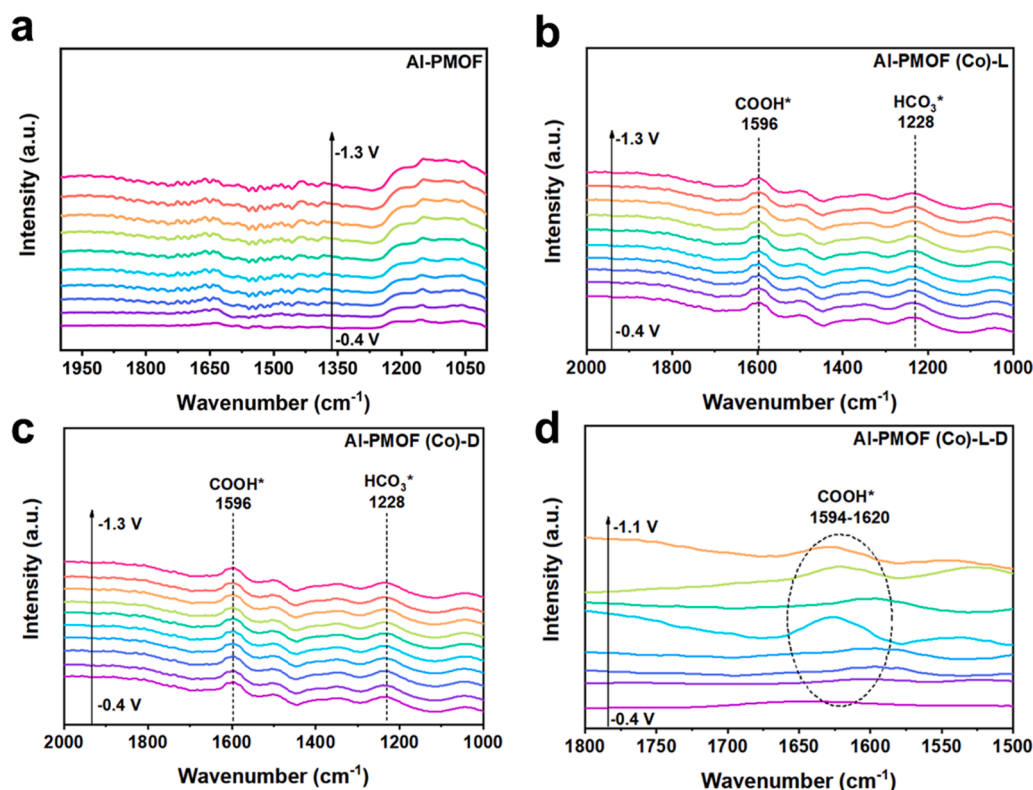 a
Al-PMOF
-1.3 V
-0.4 V
Intensity (a.u.)
1950 1800 1650 1500 1350 1200 1050
Wavenumber (cm⁻¹)
b
Al-PMOF (Co)-L
COOH* HCO₃*
1596 1228
-1.3 V
-0.4 V
Intensity (a.u.)
2000 1800 1600 1400 1200 1000
Wavenumber (cm⁻¹)
c
Al-PMOF (Co)-D
COOH* HCO₃*
1596 1228
-1.3 V
-0.4 V
Intensity (a.u.)
2000 1800 1600 1400 1200 1000
Wavenumber (cm⁻¹)
d
Al-PMOF (Co)-L-D
COOH*
1594-1620
-1.1 V
-0.4 V
Intensity (a.u.)
1800 1750 1700 1650 1600 1550 1500
Wavenumber (cm⁻¹)